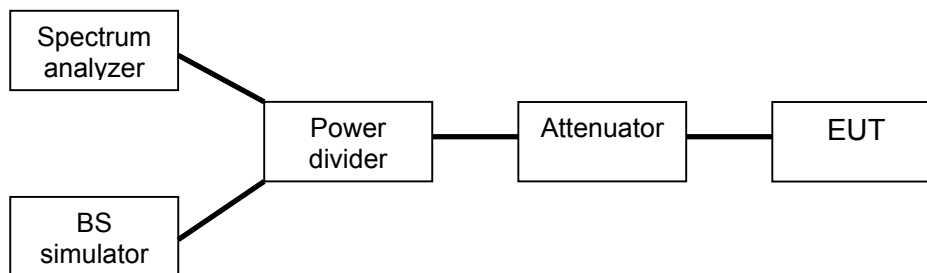 Spectrum
analyzer
Power
divider
Attenuator
EUT
BS
simulator